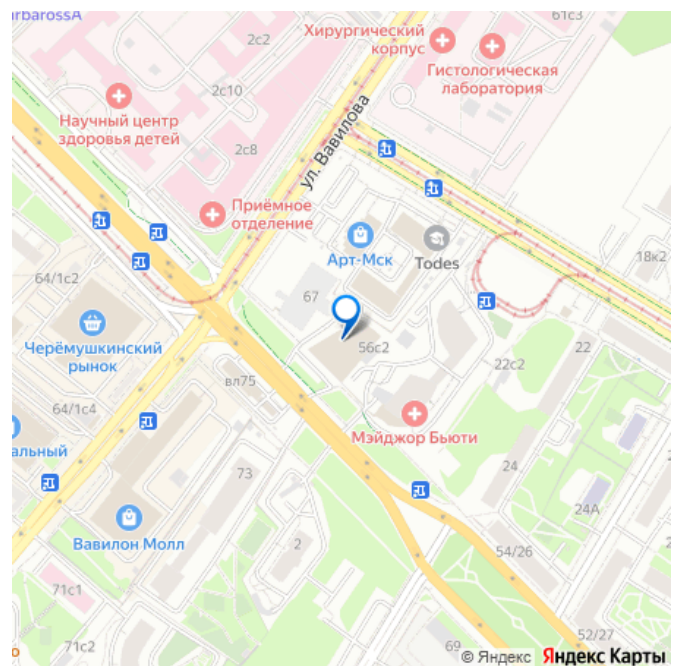 arbarossA
2с2
Хирургический
корпус
61с3
Гистологическая
лаборатория
2с10
Научный центр
здоровья детей
2с8
ул. Вавилова
Приёмное
отделение
Арт-Мск
Todes
18к2
64/1с2
67
Черёмушкинский
рынок
56с2
22с2
22
вл75
64/1с4
Мэйджор Бьюти
альный
73
24
24А
Вавилон Молл
2
54/26
71с1
71с2
69
52/27
о
© Яндекс Яндекс Карты